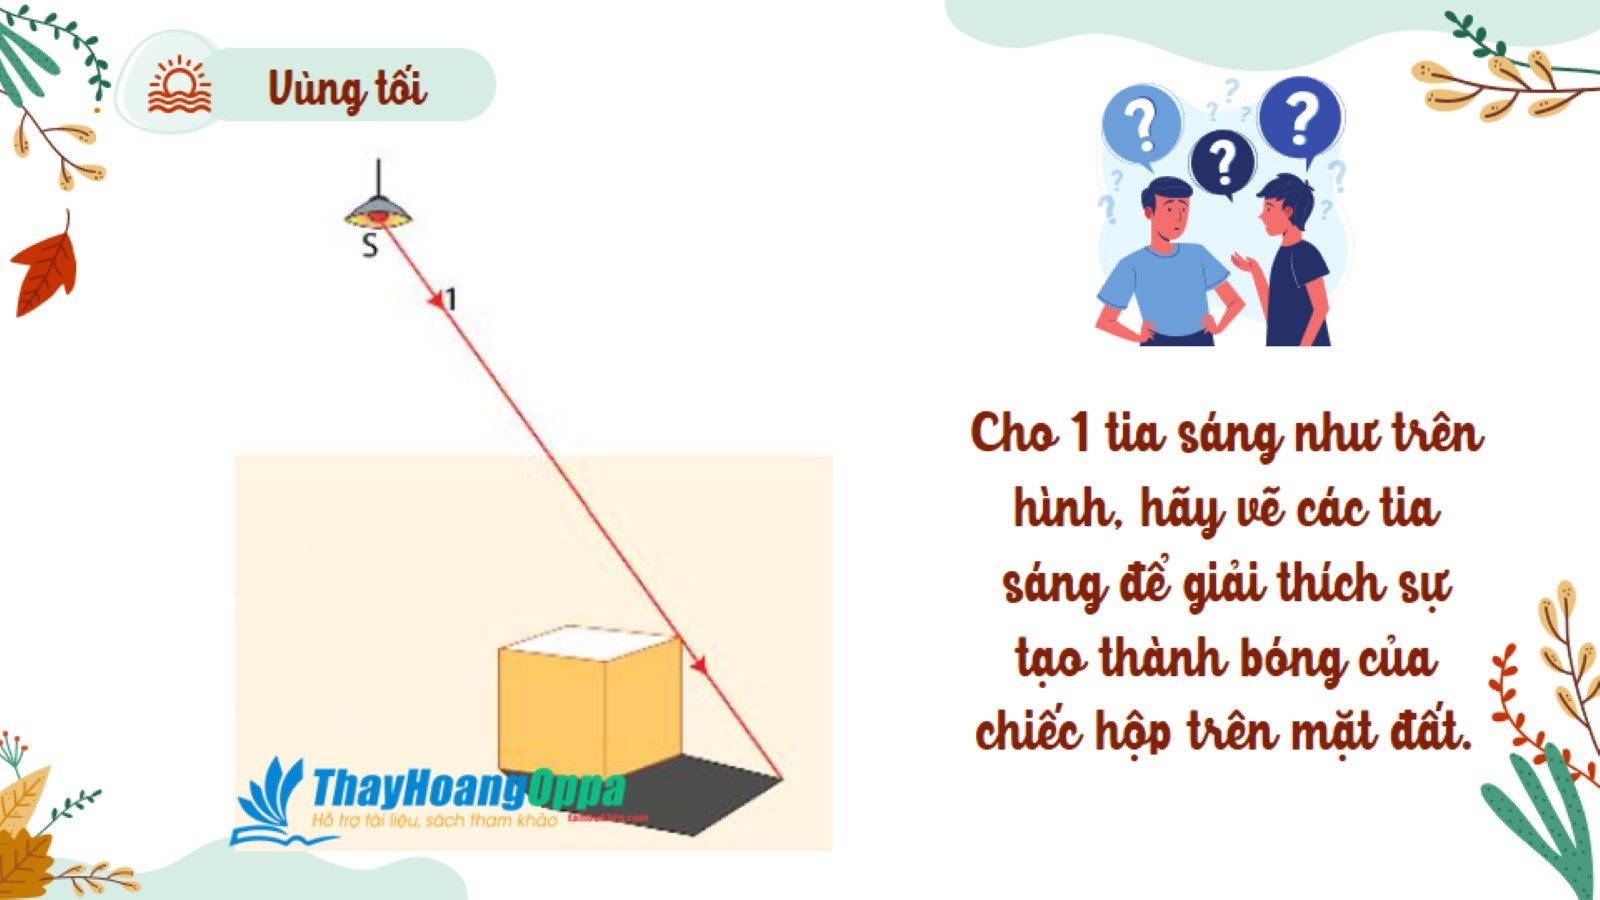 Vùng tối
S
1
? ? ?
Cho 1 tia sáng như trên
hình, hãy vẽ các tia
sáng để giải thích sự
tạo thành bóng của
chiếc hộp trên mặt đất.
ThayHoangOppa
Hỗ trợ tài liệu, sách tham khảo